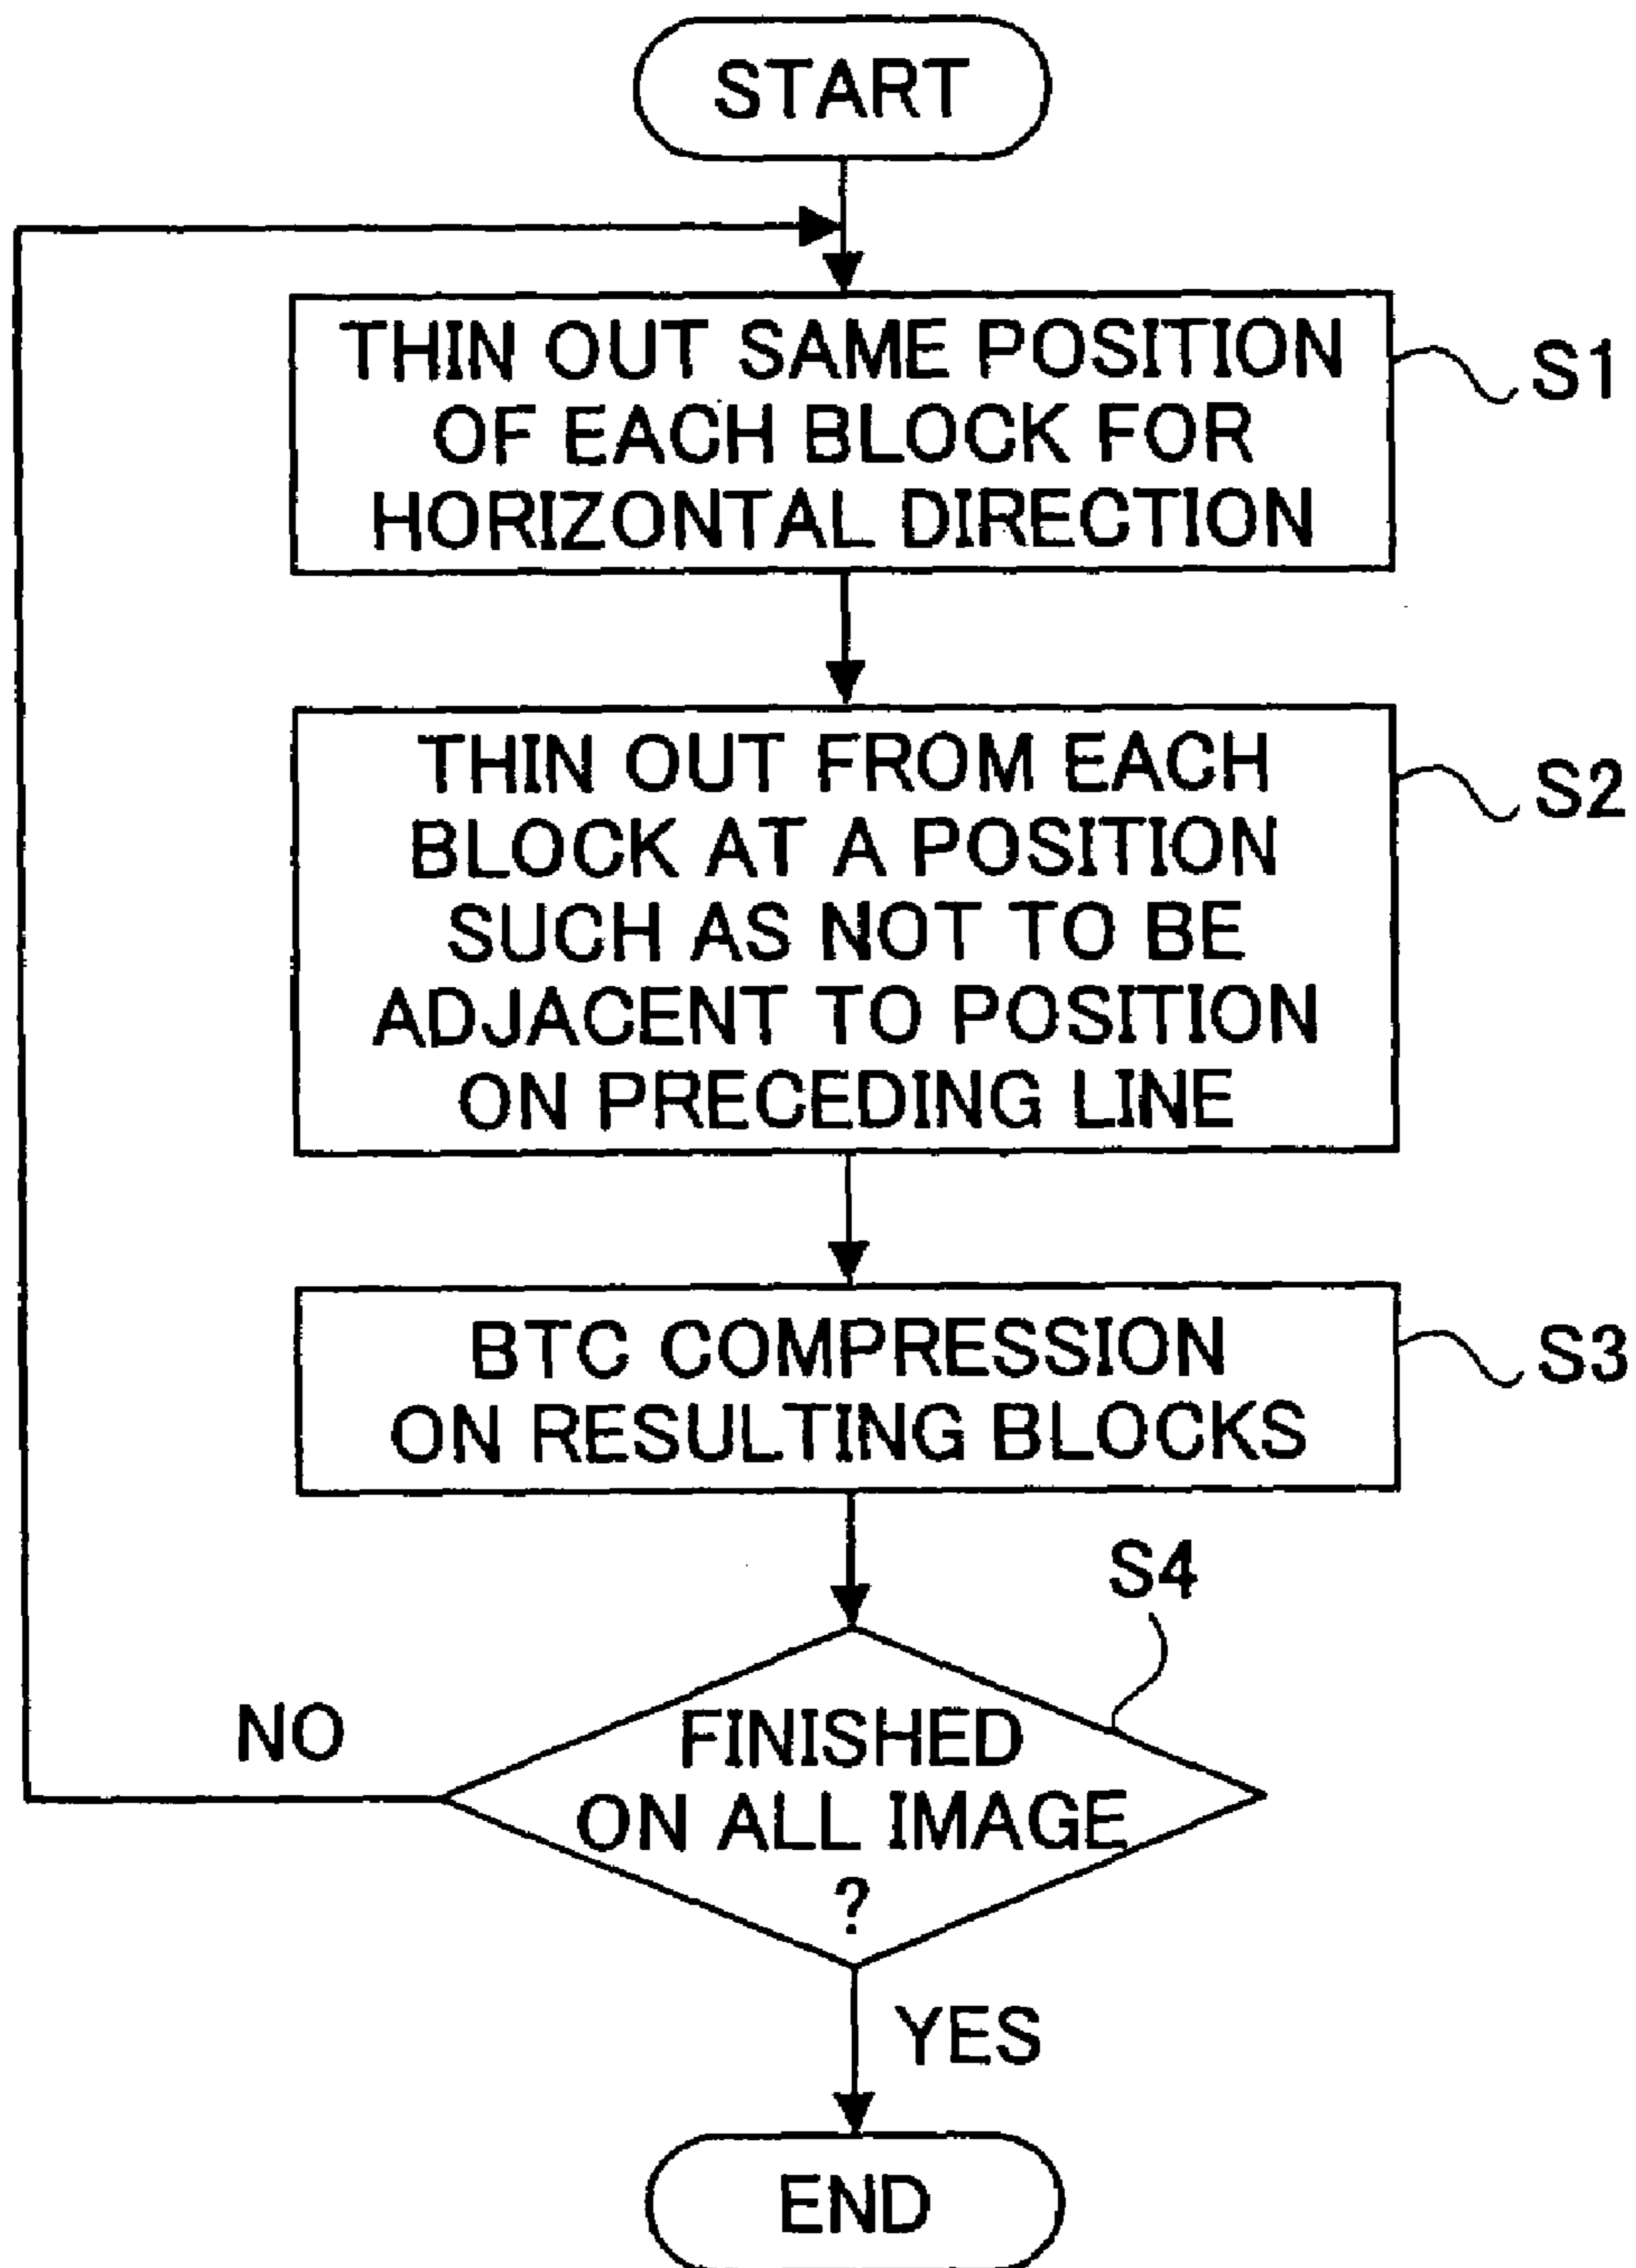 START
THIN OUT SAME POSITION
OF EACH BLOCK FOR
HORIZONTAL DIRECTION
S1
THIN OUT FROM EACH
BLOCK AT A POSITION
SUCH AS NOT TO BE
ADJACENT TO POSITION
ON PRECEDING LINE
S2
BTC COMPRESSION
ON RESULTING BLOCKS
S3
S4
FINISHED
ON ALL IMAGE
?
NO
YES
END